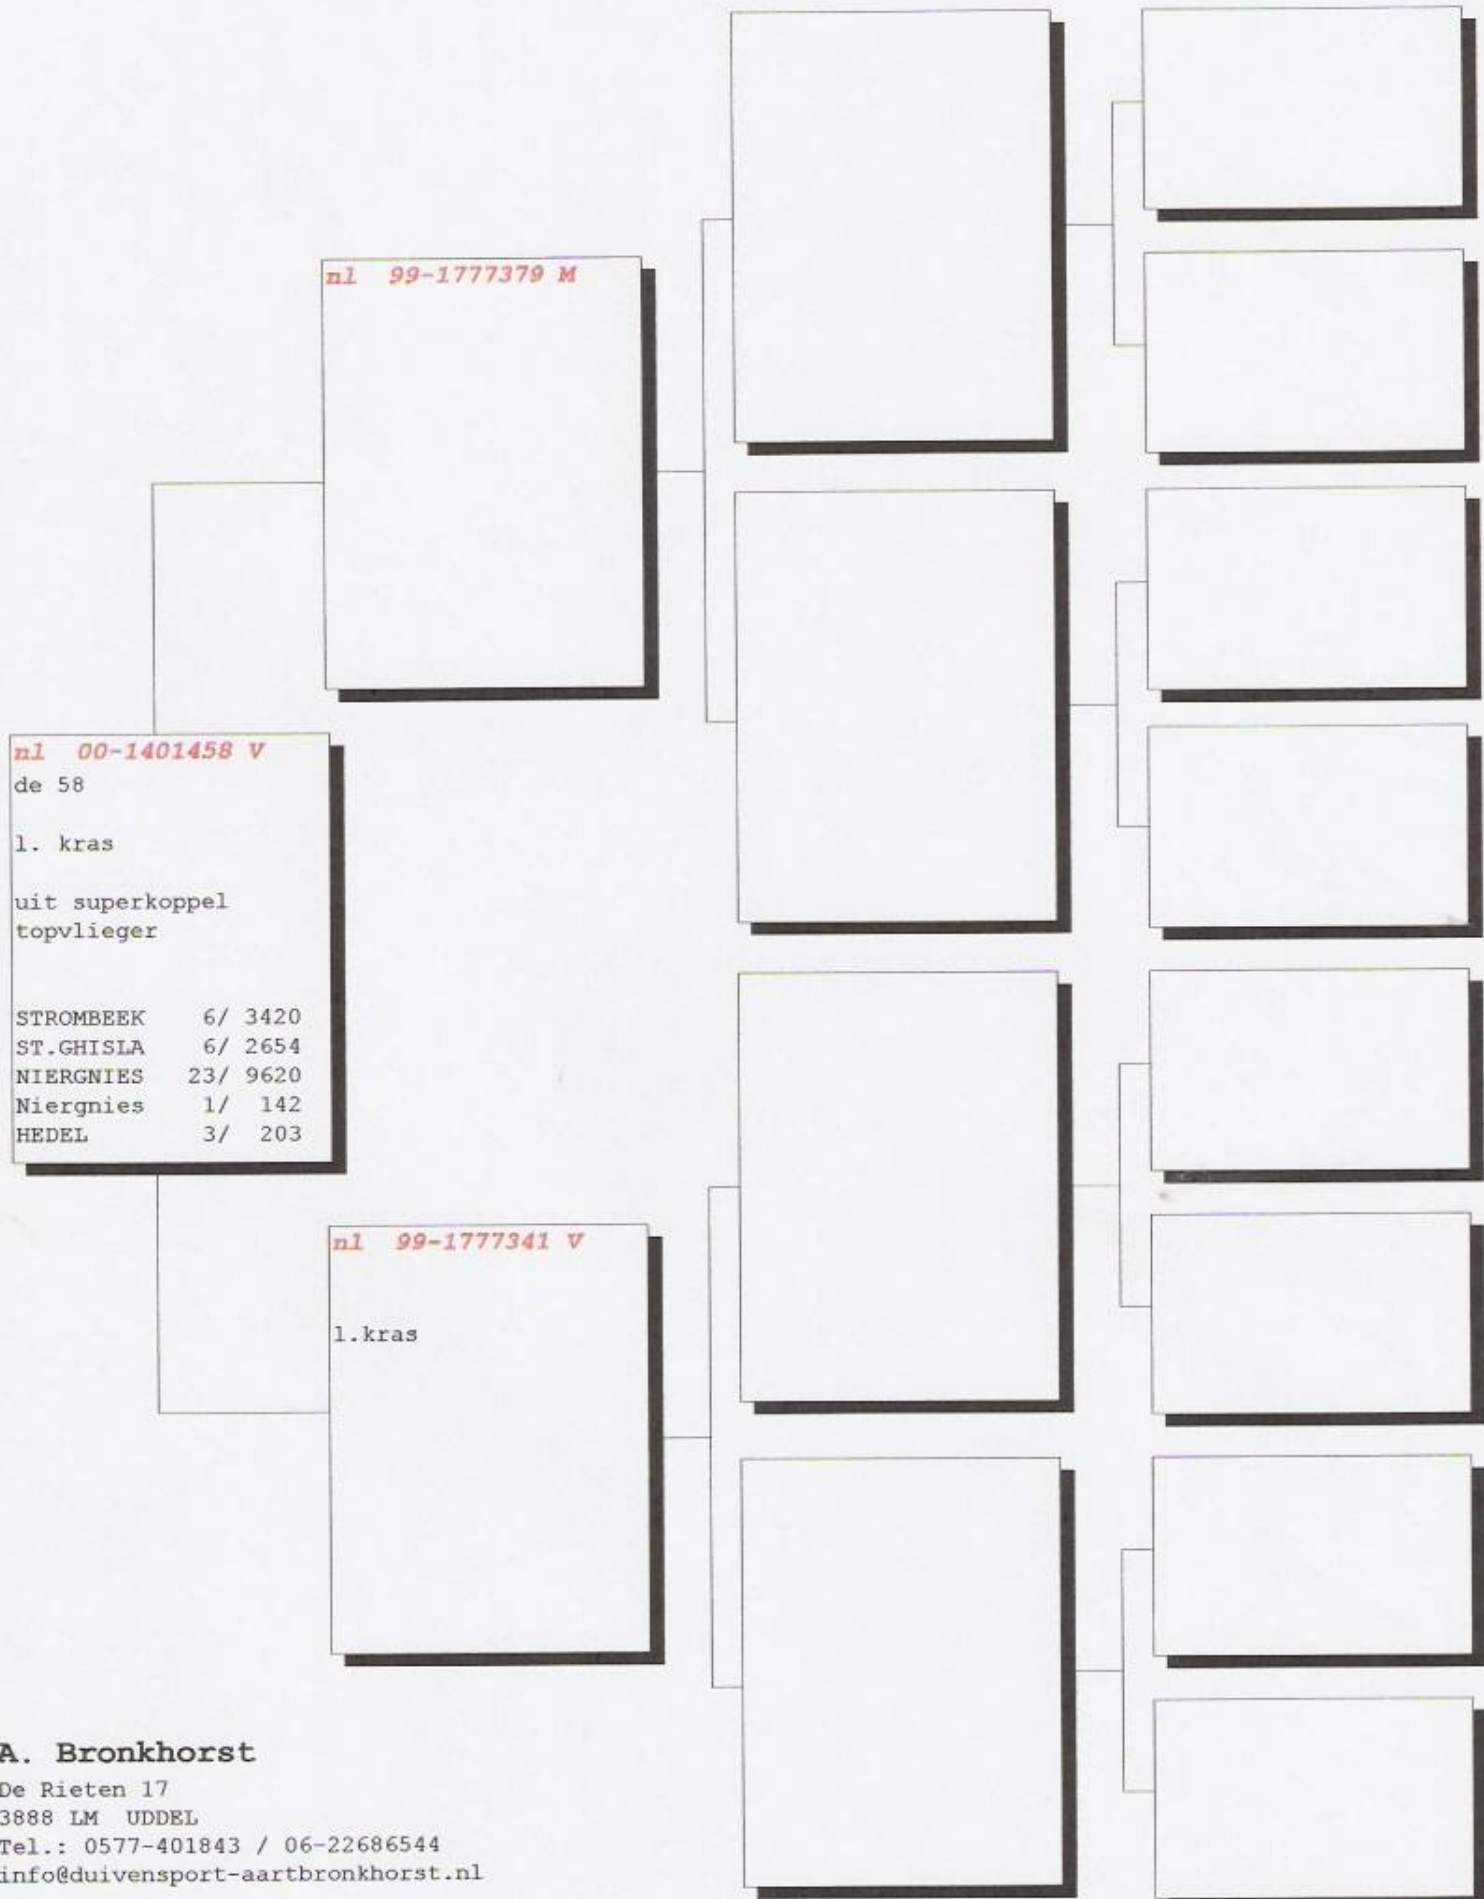 nl 99-1777379 M
nl 00-1401458 V
de 58
l. kras
uit superkoppel
topvlieger
STROMBEEK 6/ 3420
ST.GHISLA 6/ 2654
NIERGNIES 23/ 9620
Niergnies 1/ 142
HEDEL 3/ 203
nl 99-1777341 V
l.kras
A. Bronkhorst
De Rieten 17
3888 LM UDDEL
Tel.: 0577-401843 / 06-22686544
info@duivensport-aartbronkhorst.nl